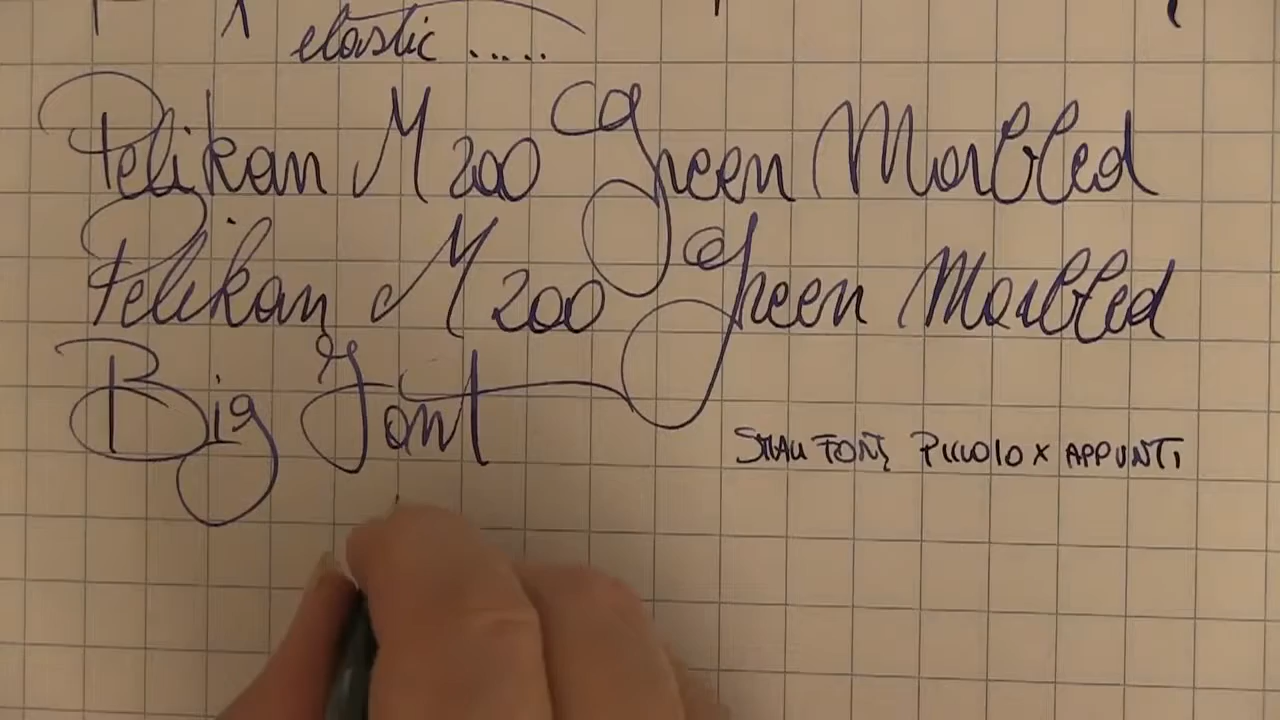 elastic .....
Pelikan M200 Green Marbled
Pelikan M200 Green Marbled
Big Font
SMALL FONT PICCOLO X APPUNTI